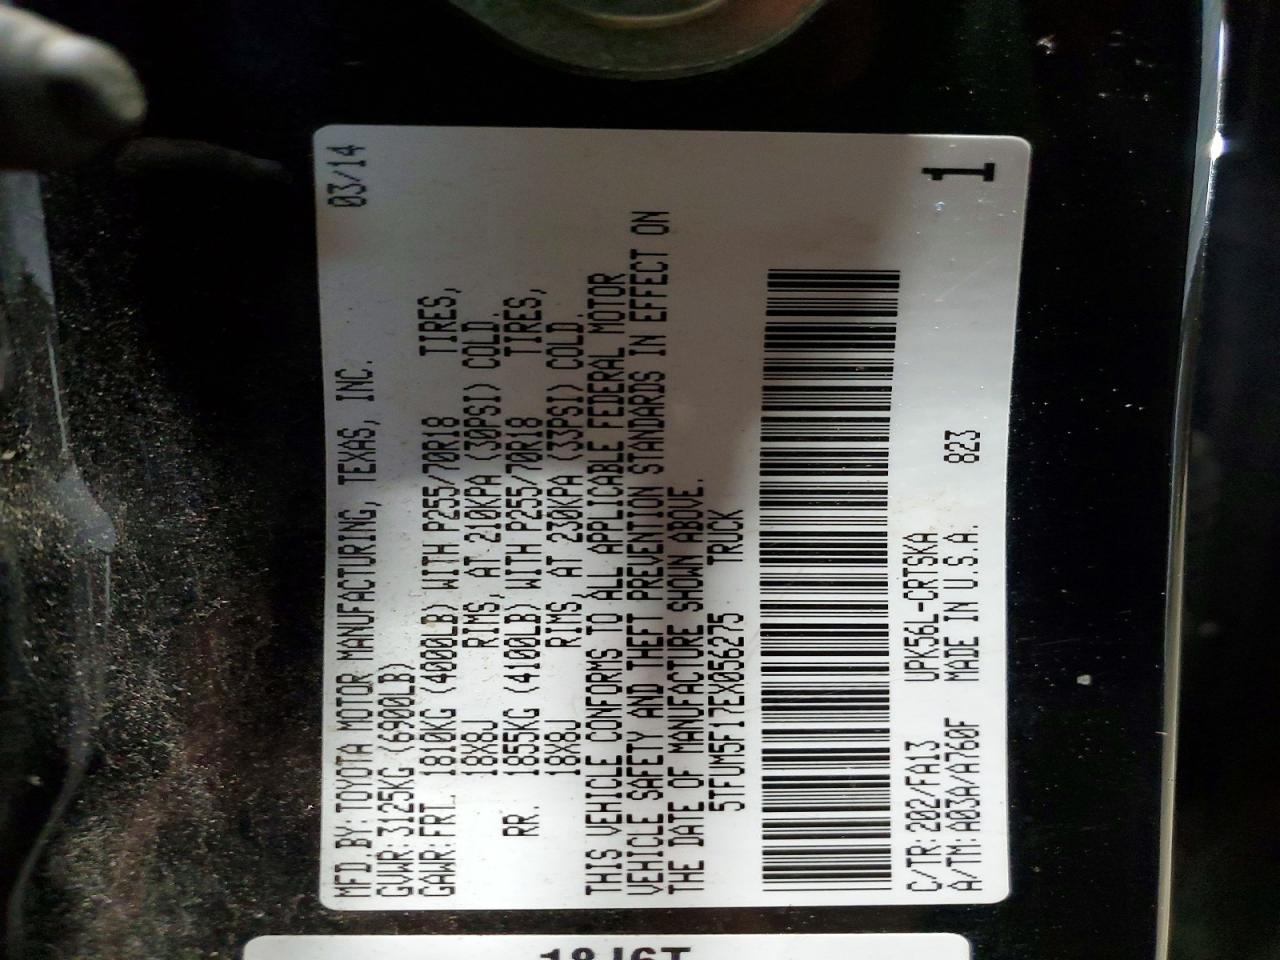 03/14
MFD.BY:TOYOTA MOTOR MANUFACTURING, TEXAS, INC.
GVWR:3125KG (6900LB)
GAWR:FRT. 1810KG (4000LB) WITH P255/70R18 TIRES,
18X8J RIMS, AT 210KPA (30PSI) COLD.
RR. 1855KG (4100LB) WITH P255/70R18 TIRES,
18X8J RIMS, AT 230KPA (33PSI) COLD.
THIS VEHICLE CONFORMS TO ALL APPLICABLE FEDERAL MOTOR
VEHICLE SAFETY AND THEFT PREVENTION STANDARDS IN EFFECT ON
THE DATE OF MANUFACTURE SHOWN ABOVE.
5TFUM5F17EX056275 TRUCK
C/TR:202/FA13 UPK56L-CRTSKA
A/TM:A03A/A760F MADE IN U.S.A. 823
1